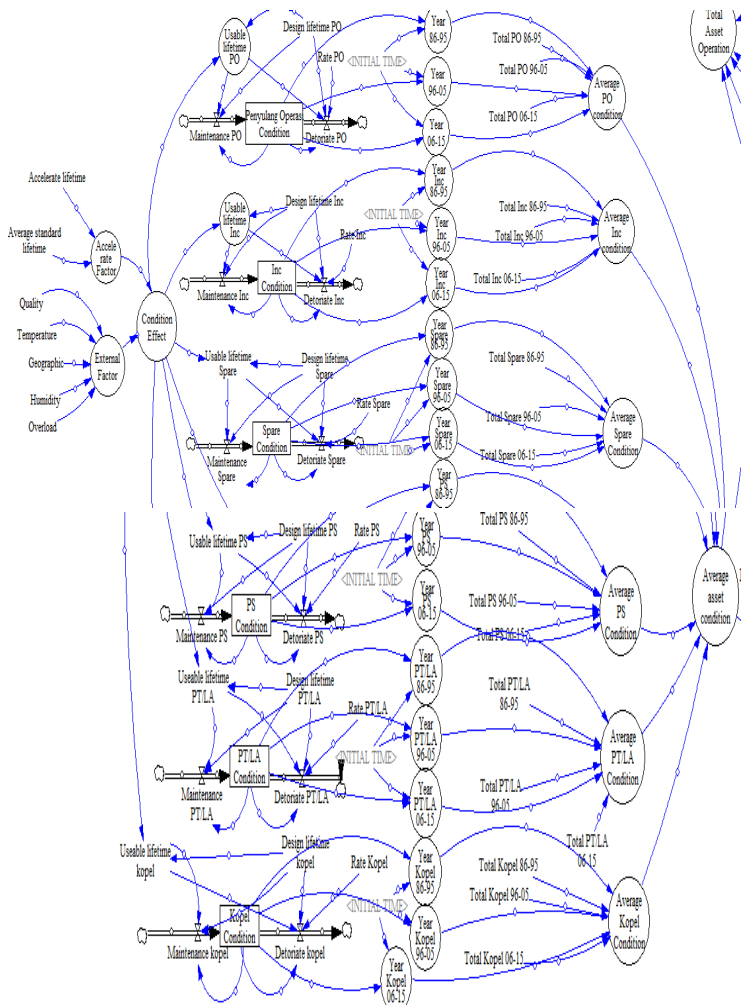 Total
Asset
Operation
Design lifetime PO
Usable
lifetime
PO
Rate PO
<INITIAL TIME>
Year
86-95
Total PO 86-95
Year
96-05
Total PO 96-05
Average
PO
condition
Maintenance PO
Penyulang Operasi
Condition
Detoriate PO
Year
06-15
Total PO 06-15
Accelerate lifetime
Average standard
lifetime
Accele
rate
Factor
Usable
lifetime
Inc
Design lifetime Inc
Rate Inc
<INITIAL TIME>
Year
Inc
86-95
Total Inc 86-95
Year
Inc
96-05
Total Inc 96-05
Average
Inc
condition
Maintenance Inc
Inc
Condition
Detoriate Inc
Year
Inc
06-15
Total Inc 06-15
Quality
Temperature
Geographic
Humidity
Overload
External
Factor
Condition
Effect
Usable lifetime
Spare
Design lifetime
Spare
Rate Spare
Year
Spare
86-95
Total Spare 86-95
Year
Spare
96-05
Total Spare 96-05
Average
Spare
Condition
Maintenance
Spare
Spare
Condition
Detoriate Spare
<INITIAL TIME>
Year
Spare
06-15
Total Spare 06-15
Year
PS
86-95
Total PS 86-95
Usable lifetime PS
Design lifetime PS
Rate PS
<INITIAL TIME>
Year
PS
96-05
Total PS 96-05
Average
PS
Condition
Average
asset
condition
Maintenance PS
PS
Condition
Detoriate PS
Year
PS
06-15
Total PS 06-15
Useable lifetime
PT/LA
Design lifetime
PT/LA
Rate PT/LA
<INITIAL TIME>
Year
PT/LA
86-95
Total PT/LA
86-95
Year
PT/LA
96-05
Total PT/LA
96-05
Average
PT/LA
Condition
Maintenance
PT/LA
PT/LA
Condition
Detoriate PT/LA
Year
PT/LA
06-15
Total PT/LA
06-15
Useable lifetime
kopel
Design lifetime
kopel
Rate Kopel
<INITIAL TIME>
Year
Kopel
86-95
Total Kopel 86-95
Year
Kopel
96-05
Total Kopel 96-05
Average
Kopel
Condition
Maintenance kopel
Kopel
Condition
Detoriate kopel
Year
Kopel
06-15
Total Kopel 06-15